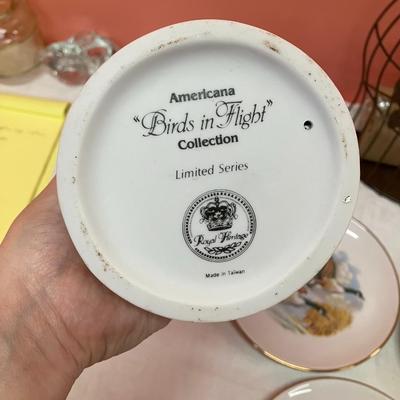 Americana
"Birds in Flight"
Collection
Limited Series
Royal Heritage
Made in Taiwan